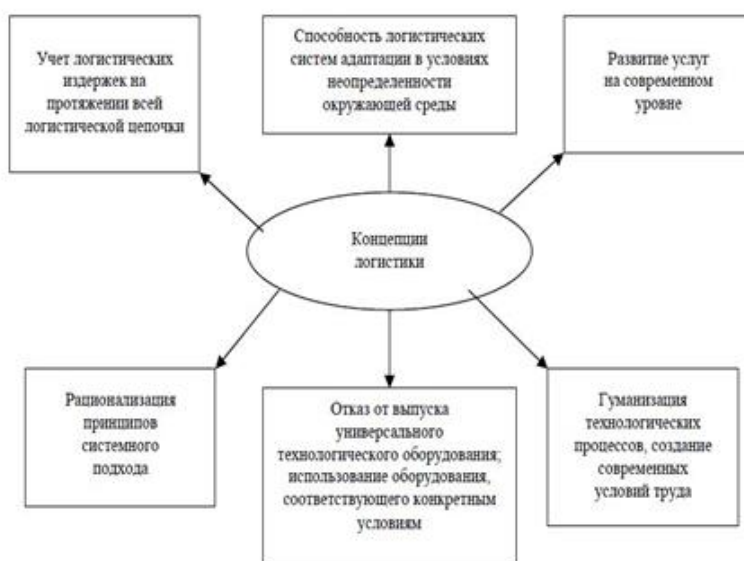 Учет логистических
издержек на
протяжении всей
логистической цепочки
Способность логистических
систем адаптации в условиях
неопределенности
окружающей среды
Развитие услуг
на современном
уровне
Концепции
логистики
Рационализация
принципов
системного
подхода
Отказ от выпуска
универсального
технологического оборудования;
использование оборудования,
соответствующего конкретным
условиям
Гуманизация
технологических
процессов, создание
современных
условий труда